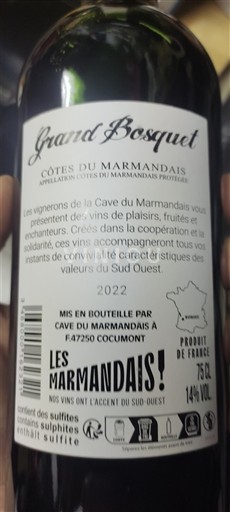 Grand Bosquet
CÔTES DU MARMANDAIS
APPELLATION CÔTES DU MARMANDAIS PROTÉGÉE
Les vignerons de la Cave du Marmandais vous
présentent des vins de plaisirs, fruités et
enchanteurs. Créés dans la coopération et la
solidarité, ces vins accompagneront tous vos
instants de convivialité caractéristiques des
valeurs du Sud Ouest.
2022
MIS EN BOUTEILLE PAR
CAVE DU MARMANDAIS À
F.47250 COCUMONT
PRODUIT
DE FRANCE
75 CL
14% VOL.
LES
MARMANDAIS!
NOS VINS ONT L'ACCENT DU SUD-OUEST
contient des sulfites
contains sulphites
enthält sulfite